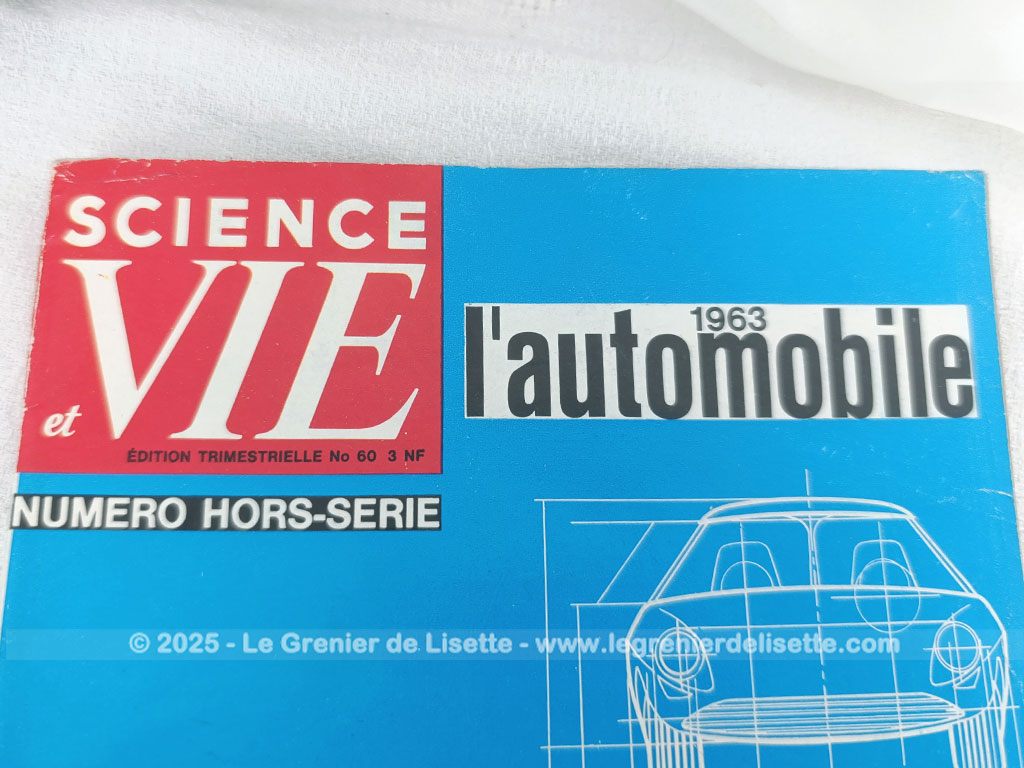 SCIENCE
et VIE
ÉDITION TRIMESTRIELLE No 60 3 NF
NUMERO HORS-SERIE
1963
l'automobile
© 2025 - Le Grenier de Lisette - www.legrenierdelisette.com